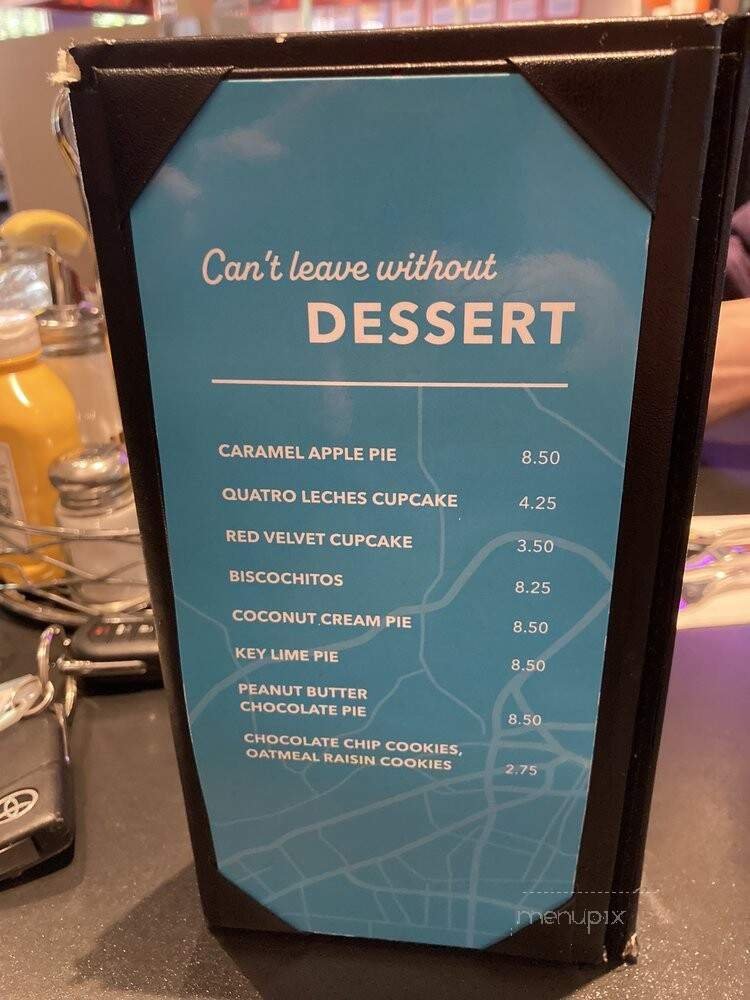 Can't leave without
DESSERT
CARAMEL APPLE PIE 8.50
QUATRO LECHES CUPCAKE 4.25
RED VELVET CUPCAKE 3.50
BISCOCHITOS 8.25
COCONUT CREAM PIE 8.50
KEY LIME PIE 8.50
PEANUT BUTTER
CHOCOLATE PIE 8.50
CHOCOLATE CHIP COOKIES,
OATMEAL RAISIN COOKIES 2.75
menupix